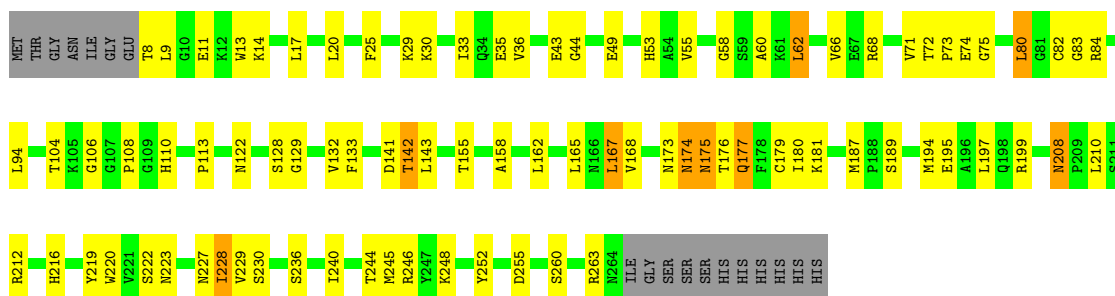 MET THR GLY ASN ILE GLY GLU T8 L9 G10 E11 K12 W13 K14 L17 L20 F25 K29 K30 I33 Q34 E35 V36 E43 G44 E49 H53 A54 V55 G58 S59 A60 K61 L62 V66 E67 R68 V71 T72 P73 E74 G75 L80 G81 C82 G83 R84
L94 T104 K105 G106 G107 P108 G109 H110 P113 N122 S128 G129 V132 F133 D141 T142 L143 T155 A158 L162 L165 N166 L167 V168 N173 N174 N175 T176 Q177 F178 C179 I180 K181 M187 P188 S189 M194 E195 A196 L197 Q198 R199 N208 P209 L210 S211
R212 H216 Y219 W220 V221 S222 N223 N227 I228 V229 S230 S236 I240 T244 M245 R246 Y247 K248 Y252 D255 S260 R263 N264 ILE GLY SER SER SER HIS HIS HIS HIS HIS HIS